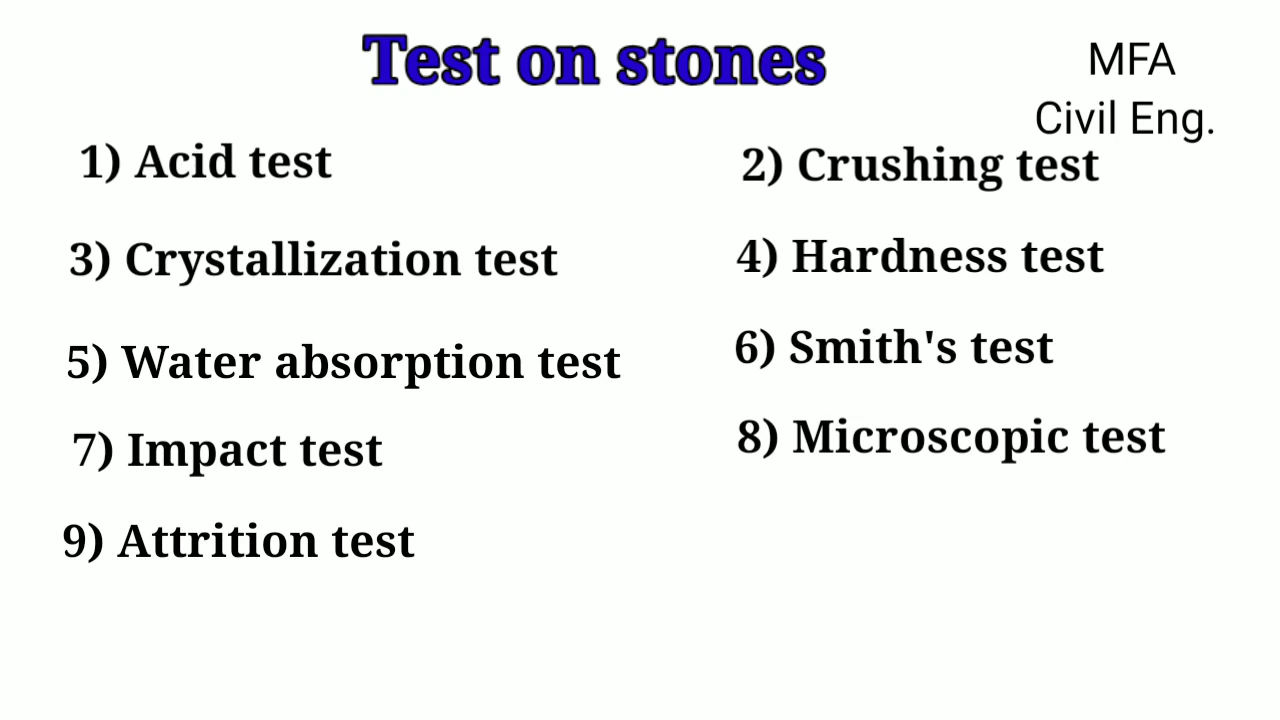 Test on stones
MFA
Civil Eng.
1) Acid test
2) Crushing test
3) Crystallization test
4) Hardness test
5) Water absorption test
6) Smith's test
7) Impact test
8) Microscopic test
9) Attrition test